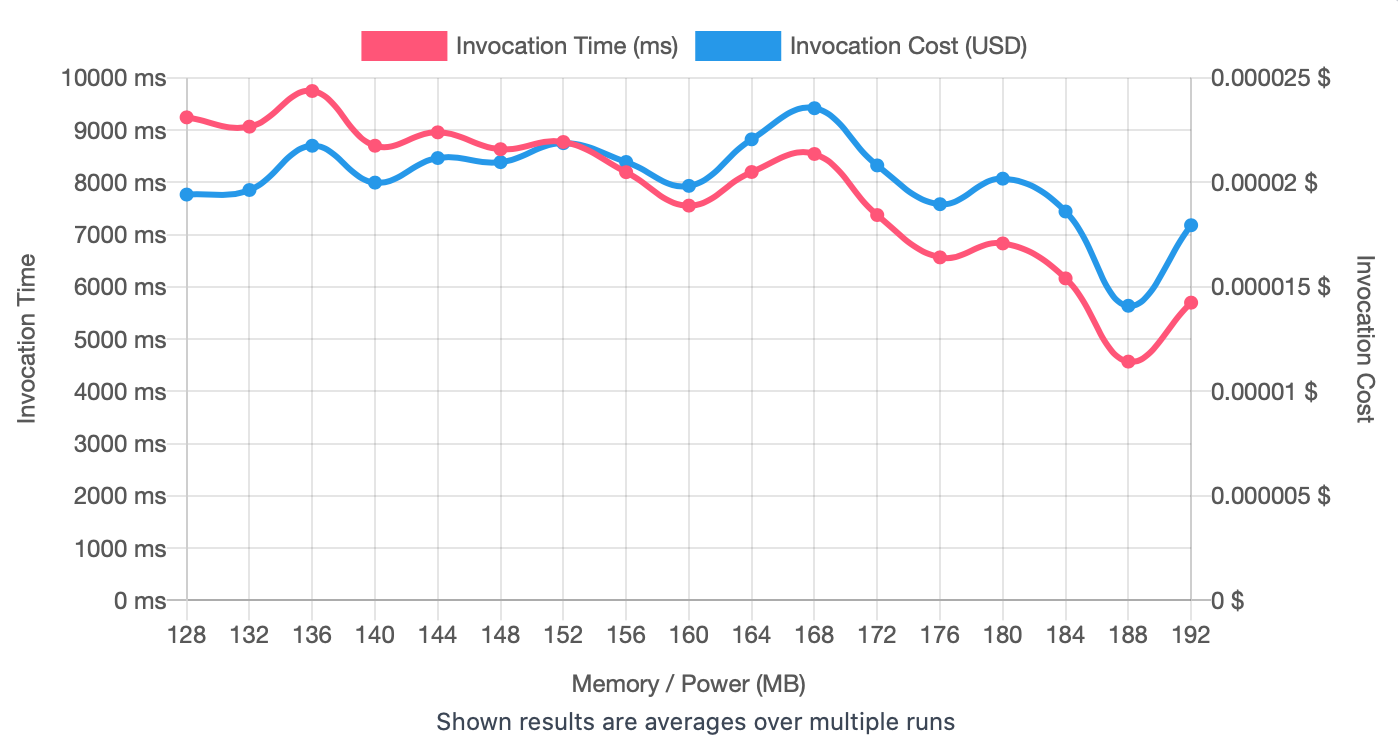 Invocation Time (ms) Invocation Cost (USD)
10000 ms 0.000025 $
9000 ms
8000 ms 0.00002 $
7000 ms
6000 ms 0.000015 $
5000 ms
4000 ms 0.00001 $
3000 ms
2000 ms 0.000005 $
1000 ms
0 ms 0 $
Invocation Time
Invocation Cost
128 132 136 140 144 148 152 156 160 164 168 172 176 180 184 188 192
Memory / Power (MB)
Shown results are averages over multiple runs